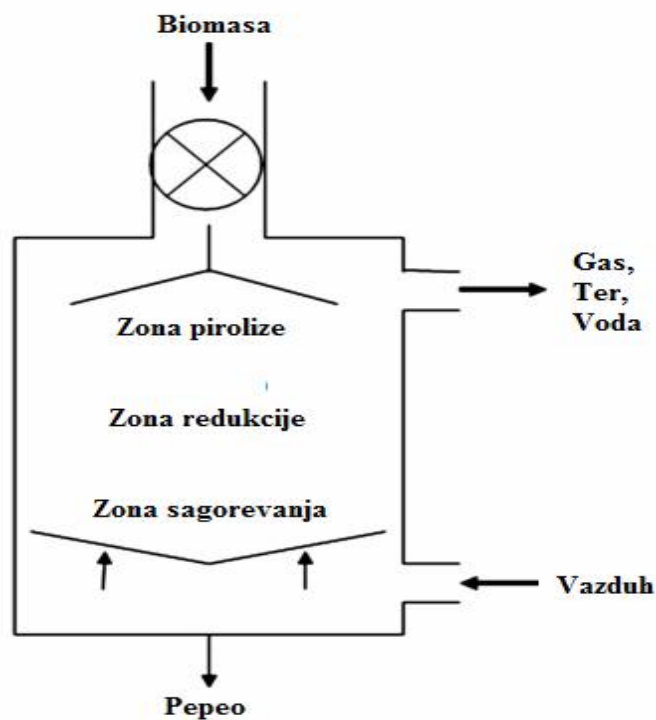 Biomasa
Gas,
Ter,
Voda
Zona pirolize
Zona redukcije
Zona sagorevanja
Vazduh
Pepeo